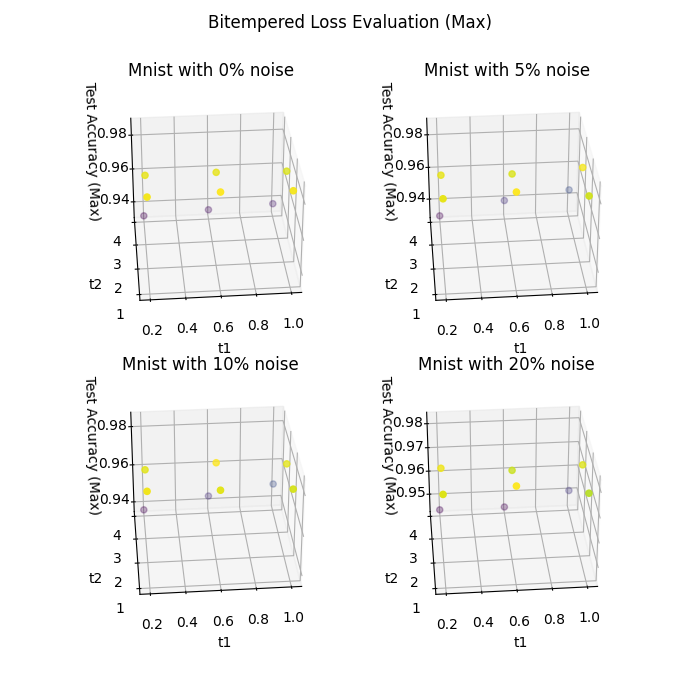 Bitempered Loss Evaluation (Max)
Mnist with 0% noise
Test Accuracy (Max)
0.98
0.96
0.94
4
3
2
1
t2
0.2 0.4 0.6 0.8 1.0
t1
Mnist with 5% noise
Test Accuracy (Max)
0.98
0.96
0.94
4
3
2
1
t2
0.2 0.4 0.6 0.8 1.0
t1
Mnist with 10% noise
Test Accuracy (Max)
0.98
0.96
0.94
4
3
2
1
t2
0.2 0.4 0.6 0.8 1.0
t1
Mnist with 20% noise
Test Accuracy (Max)
0.98
0.97
0.96
0.95
4
3
2
1
t2
0.2 0.4 0.6 0.8 1.0
t1